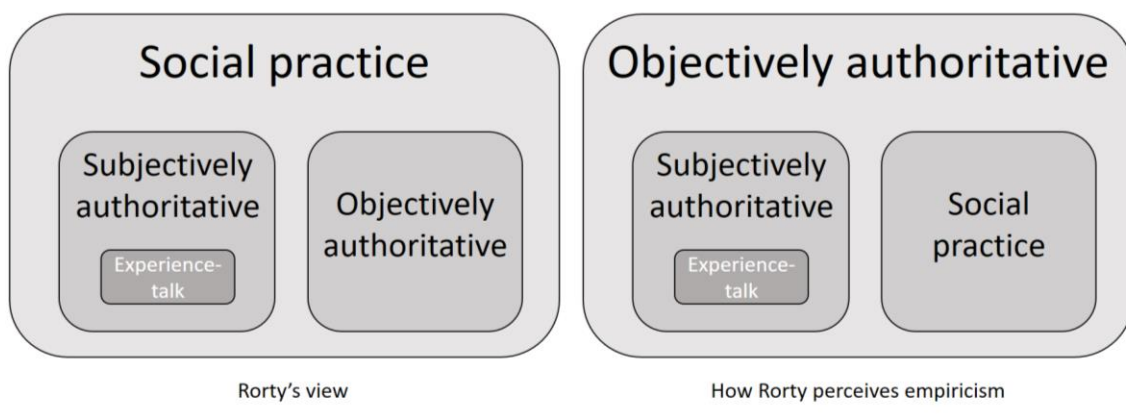 Social practice
Subjectively
authoritative
Experience-
talk
Objectively
authoritative
Rorty's view
Objectively authoritative
Subjectively
authoritative
Experience-
talk
Social
practice
How Rorty perceives empiricism